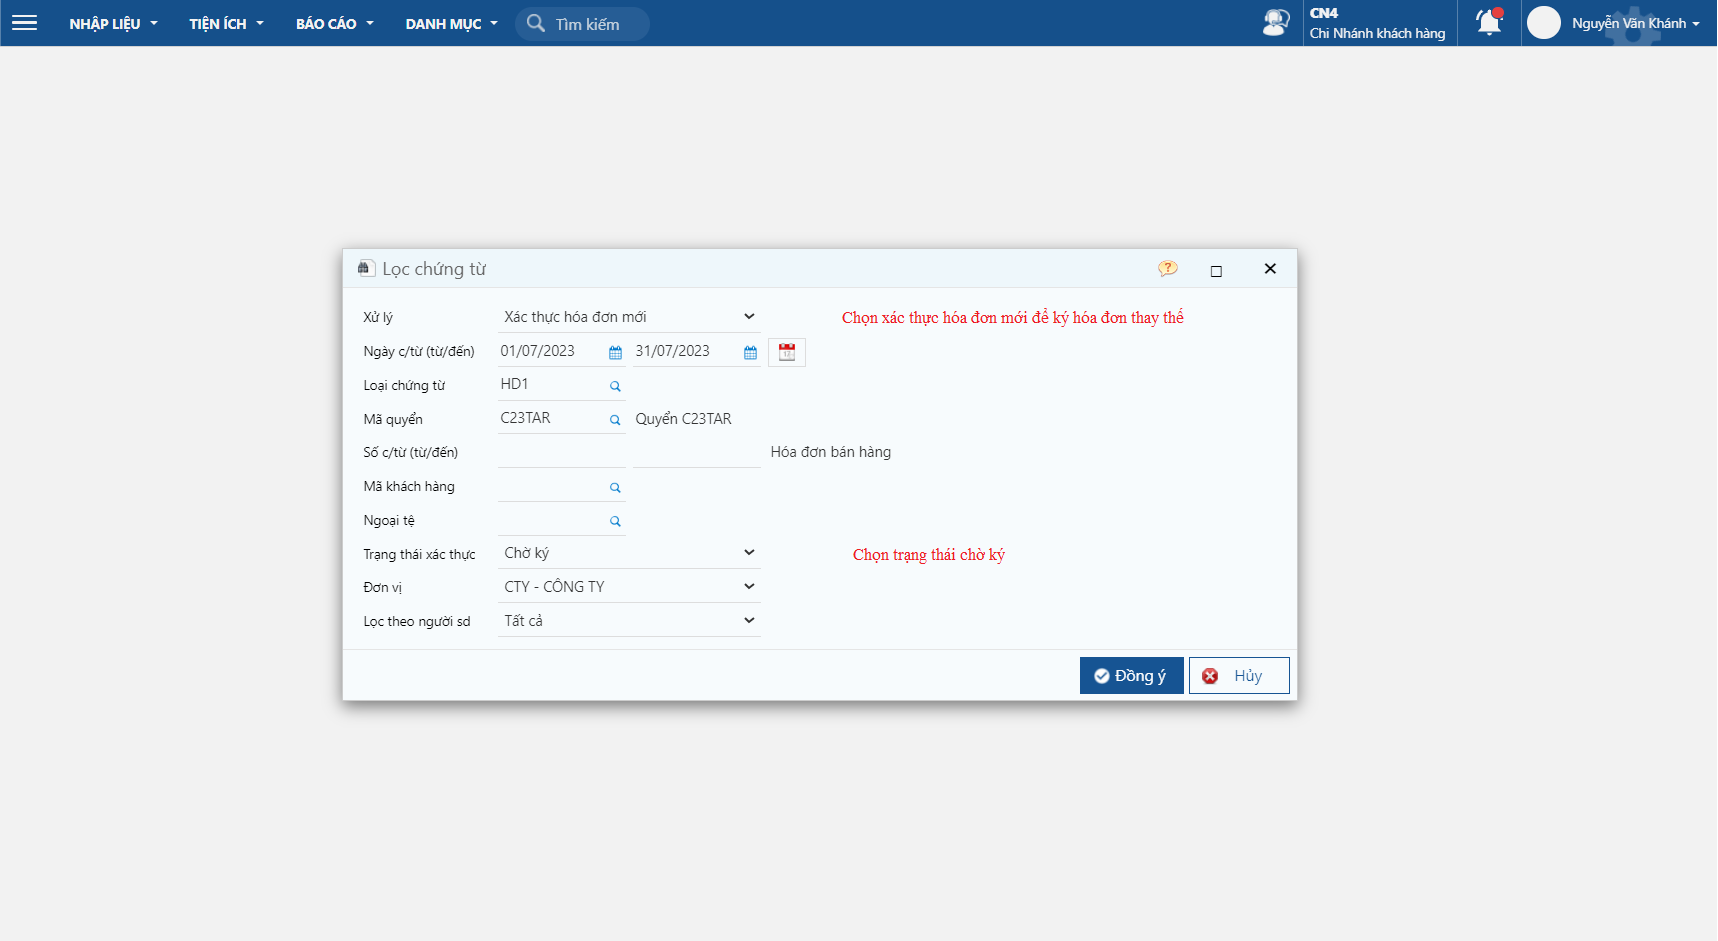 NHẬP LIỆU TIỆN ÍCH BÁO CÁO DANH MỤC Tìm kiếm
CN4
Chi Nhánh khách hàng
Nguyễn Văn Khánh
Lọc chứng từ
Xử lý Xác thực hóa đơn mới Chọn xác thực hóa đơn mới để ký hóa đơn thay thế
Ngày c/từ (từ/đến) 01/07/2023 31/07/2023
Loại chứng từ HD1
Mã quyển C23TAR Quyển C23TAR
Số c/từ (từ/đến) Hóa đơn bán hàng
Mã khách hàng
Ngoại tệ
Trạng thái xác thực Chờ ký Chọn trạng thái chờ ký
Đơn vị CTY - CÔNG TY
Lọc theo người sd Tất cả
Đồng ý Hủy